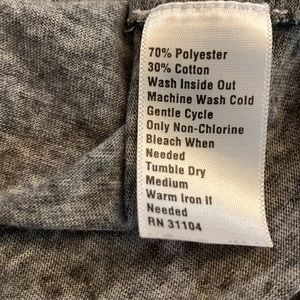 70% Polyester
30% Cotton
Wash Inside Out
Machine Wash Cold
Gentle Cycle
Only Non-Chlorine
Bleach When
Needed
Tumble Dry
Medium
Warm Iron If
Needed
RN 31104